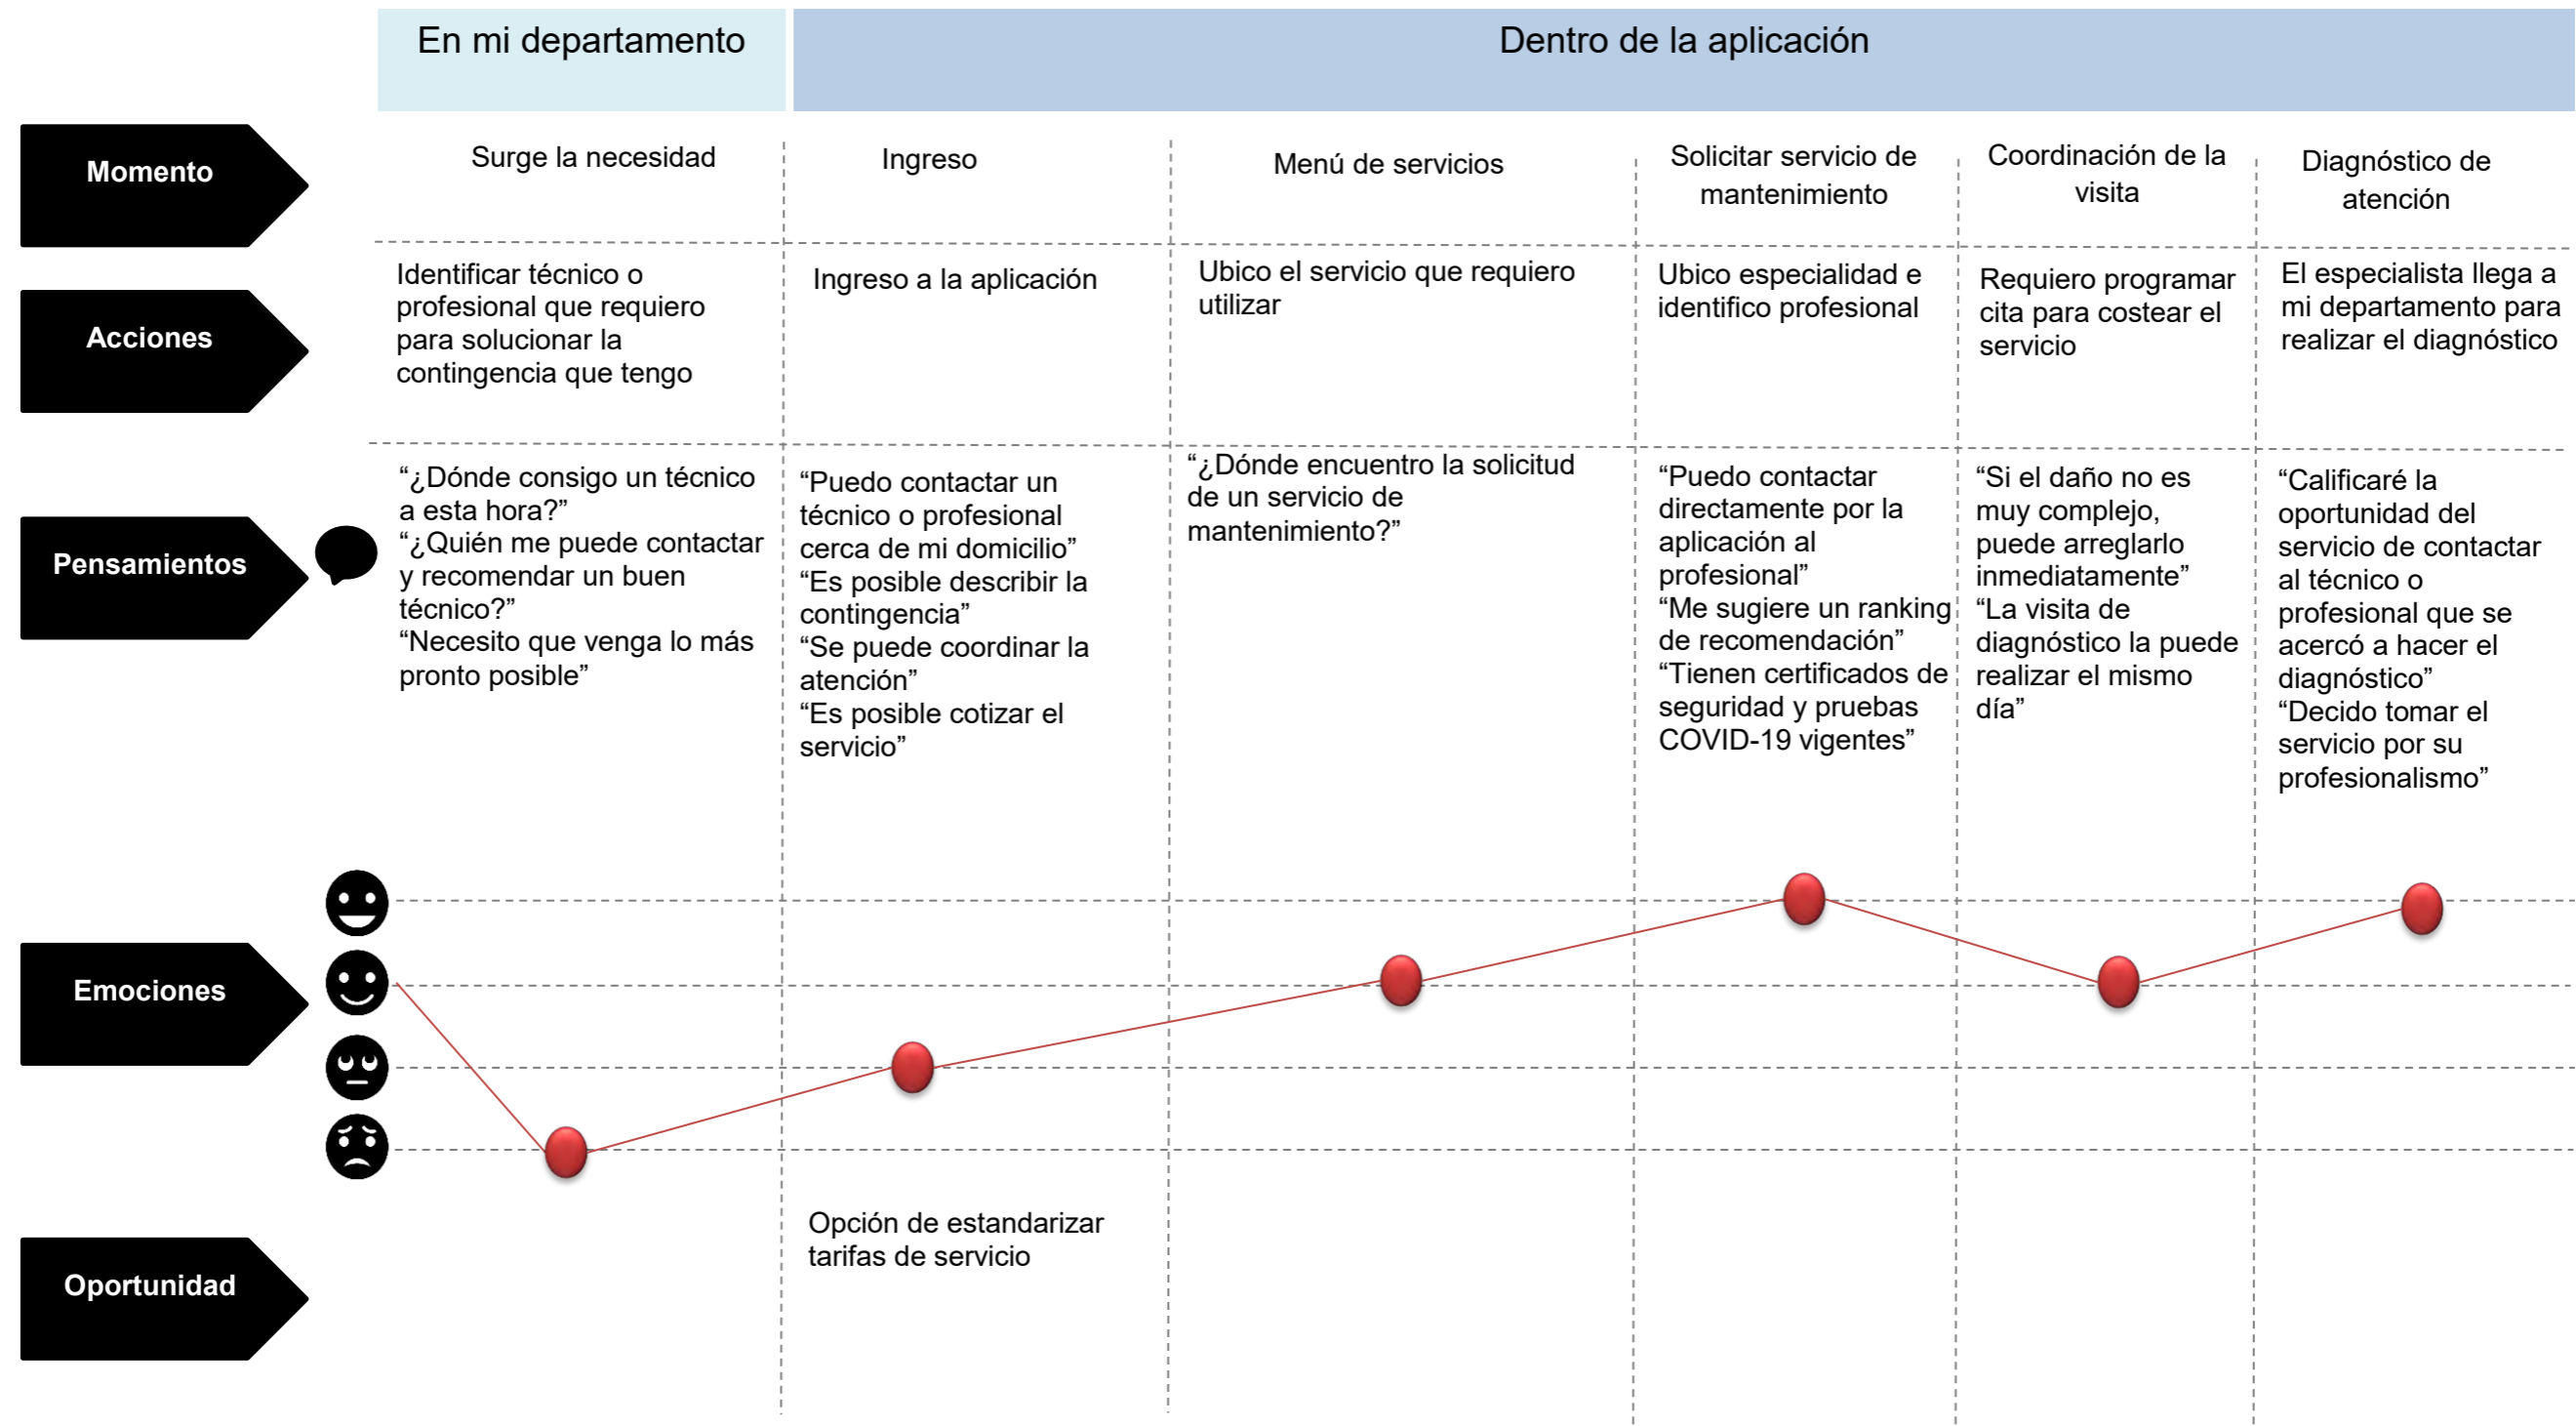 En mi departamento
Dentro de la aplicación
Momento
Surge la necesidad
Ingreso
Menú de servicios
Solicitar servicio de
mantenimiento
Coordinación de la
visita
Diagnóstico de
atención
Acciones
Identificar técnico o
profesional que requiero
para solucionar la
contingencia que tengo
Ingreso a la aplicación
Ubico el servicio que requiero
utilizar
Ubico especialidad e
identifico profesional
Requiero programar
cita para costear el
servicio
El especialista llega a
mi departamento para
realizar el diagnóstico
Pensamientos
“¿Dónde consigo un técnico
a esta hora?”
“¿Quién me puede contactar
y recomendar un buen
técnico?”
“Necesito que venga lo más
pronto posible”
“Puedo contactar un
técnico o profesional
cerca de mi domicilio”
“Es posible describir la
contingencia”
“Se puede coordinar la
atención”
“Es posible cotizar el
servicio”
“¿Dónde encuentro la solicitud
de un servicio de
mantenimiento?”
“Puedo contactar
directamente por la
aplicación al
profesional”
“Me sugiere un ranking
de recomendación”
“Tienen certificados de
seguridad y pruebas
COVID-19 vigentes”
“Si el daño no es
muy complejo,
puede arreglarlo
inmediatamente”
“La visita de
diagnóstico la puede
realizar el mismo
día”
“Calificaré la
oportunidad del
servicio de contactar
al técnico o
profesional que se
acercó a hacer el
diagnóstico”
“Decido tomar el
servicio por su
profesionalismo”
Emociones
Oportunidad
Opción de estandarizar
tarifas de servicio